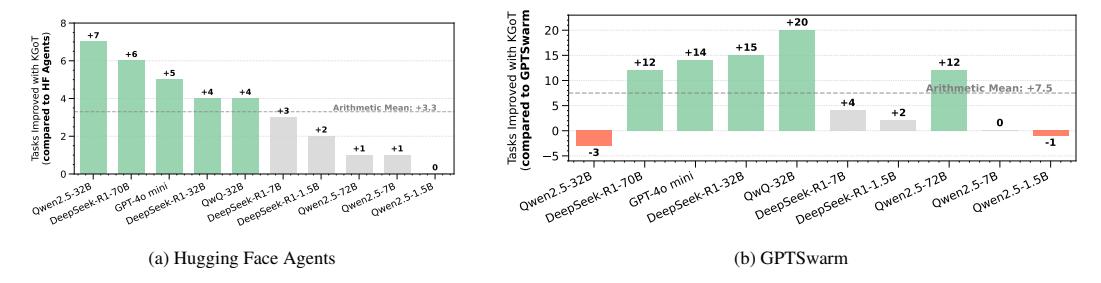 Tasks Improved with KGoT
(compared to HF Agents)
8
6
4
2
0
+7
+6
+5
+4
+4
+3
+2
+1
+1
0
Arithmetic Mean: +3.3
Qwen2.5-32B
DeepSeek-R1-70B
GPT-4o mini
DeepSeek-R1-32B
QwQ-32B
DeepSeek-R1-7B
DeepSeek-R1-1.5B
Qwen2.5-72B
Qwen2.5-7B
Qwen2.5-1.5B
(a) Hugging Face Agents
Tasks Improved with KGoT
(compared to GPTSwarm)
20
15
10
5
0
−5
-3
+12
+14
+15
+20
+4
+2
+12
0
-1
Arithmetic Mean: +7.5
Qwen2.5-32B
DeepSeek-R1-70B
GPT-4o mini
DeepSeek-R1-32B
QwQ-32B
DeepSeek-R1-7B
DeepSeek-R1-1.5B
Qwen2.5-72B
Qwen2.5-7B
Qwen2.5-1.5B
(b) GPTSwarm